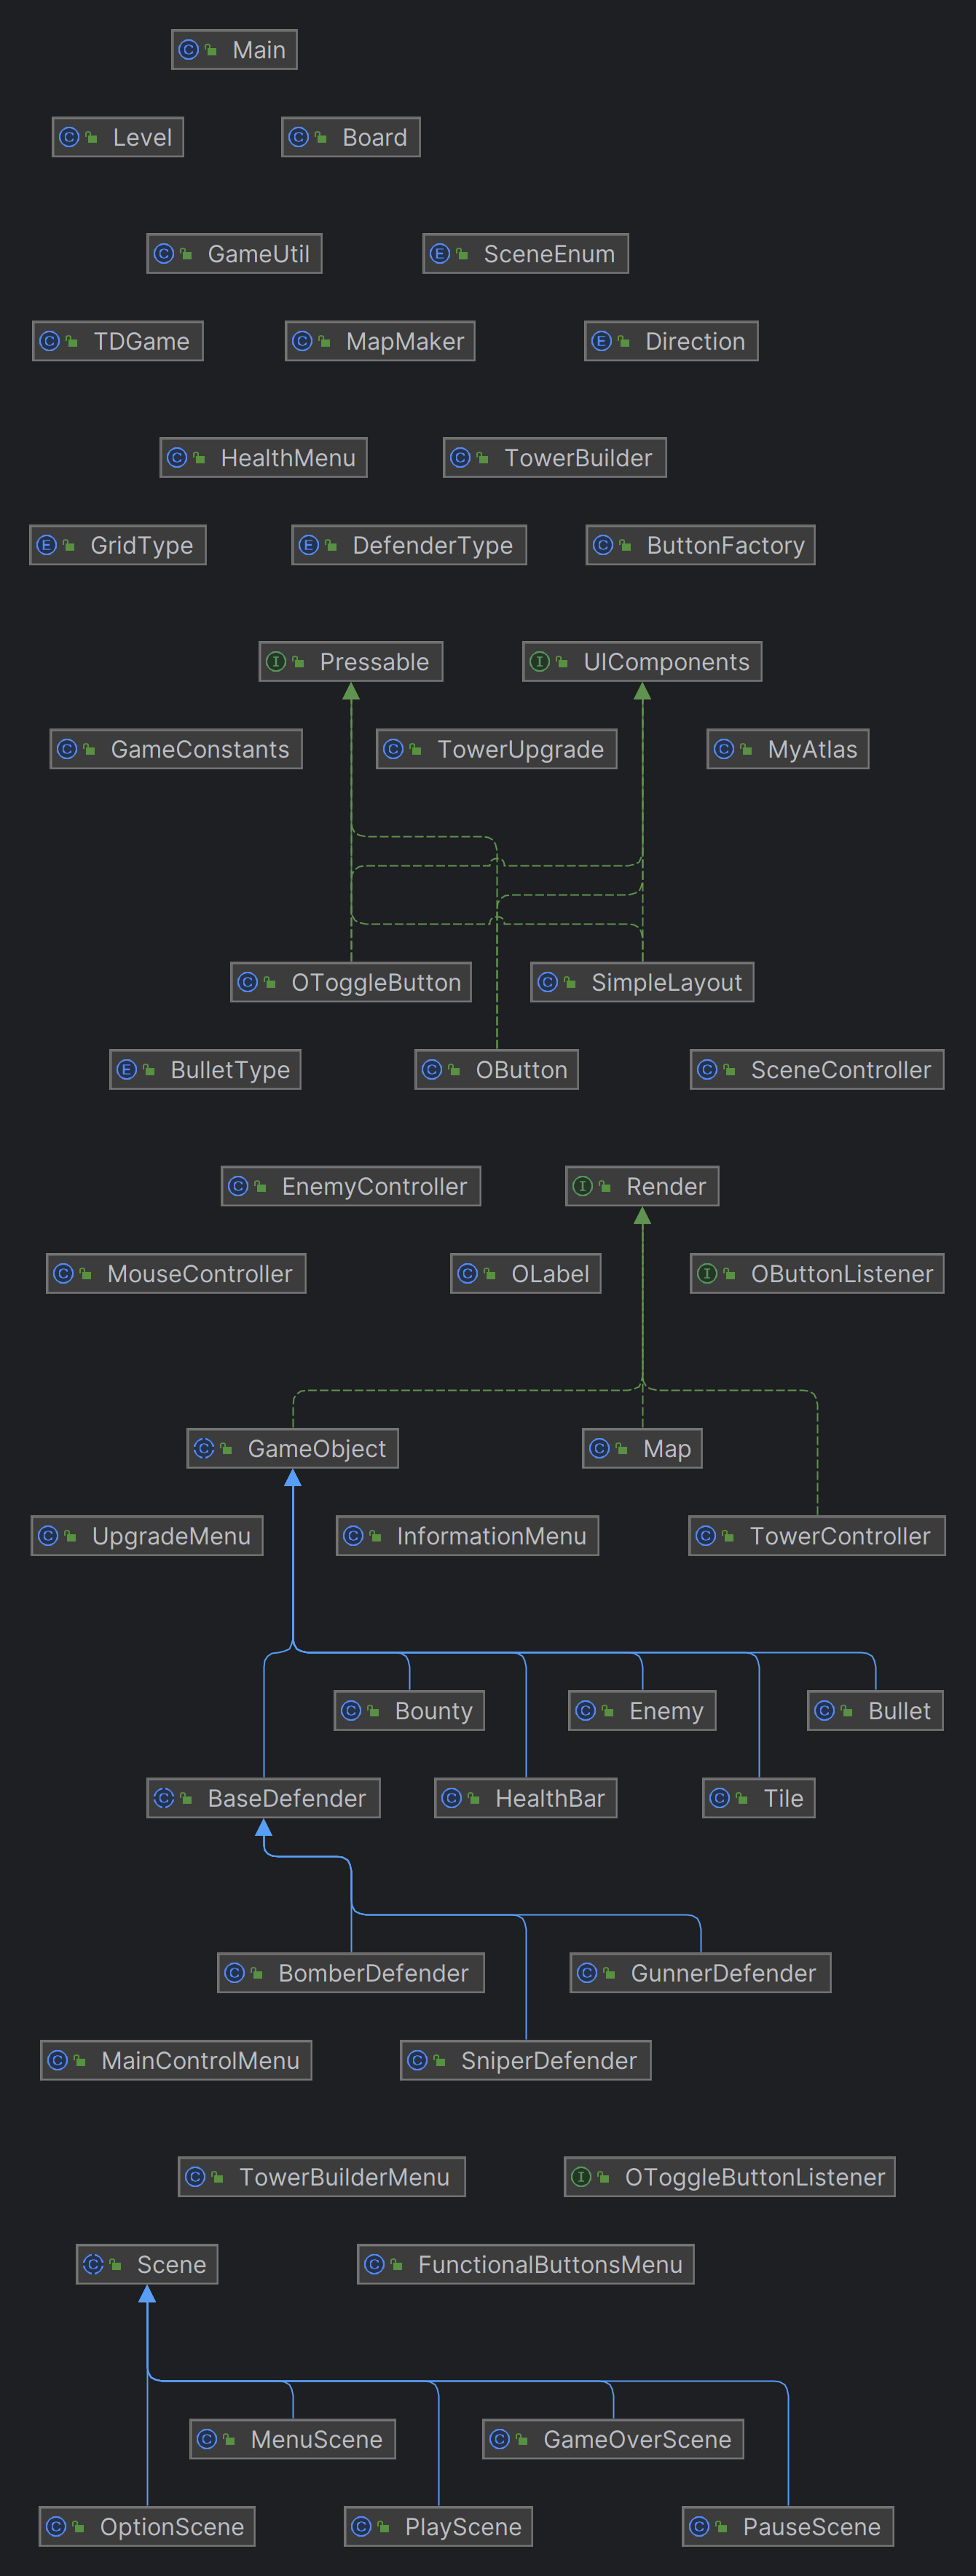 Main
Level
Board
GameUtil
SceneEnum
TDGame
MapMaker
Direction
HealthMenu
TowerBuilder
GridType
DefenderType
ButtonFactory
Pressable
UIComponents
GameConstants
TowerUpgrade
MyAtlas
OToggleButton
SimpleLayout
BulletType
OButton
SceneController
EnemyController
Render
MouseController
OLabel
OButtonListener
GameObject
Map
UpgradeMenu
InformationMenu
TowerController
Bounty
Enemy
Bullet
BaseDefender
HealthBar
Tile
BomberDefender
GunnerDefender
MainControlMenu
SniperDefender
TowerBuilderMenu
OToggleButtonListener
Scene
FunctionalButtonsMenu
MenuScene
GameOverScene
OptionScene
PlayScene
PauseScene